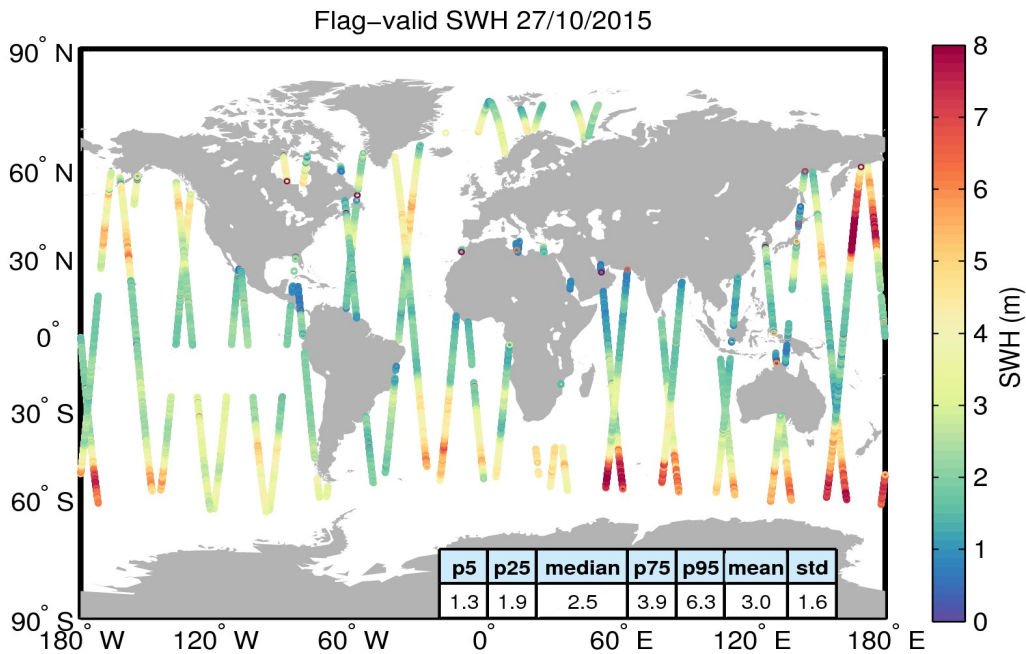 Flag−valid SWH 27/10/2015
90° N
60° N
30° N
0°
30° S
60° S
90° S
180° W
120° W
60° W
0°
60° E
120° E
180° E
8
7
6
5
4
3
2
1
0
SWH (m)
p5 p25 median p75 p95 mean std
1.3 1.9 2.5 3.9 6.3 3.0 1.6